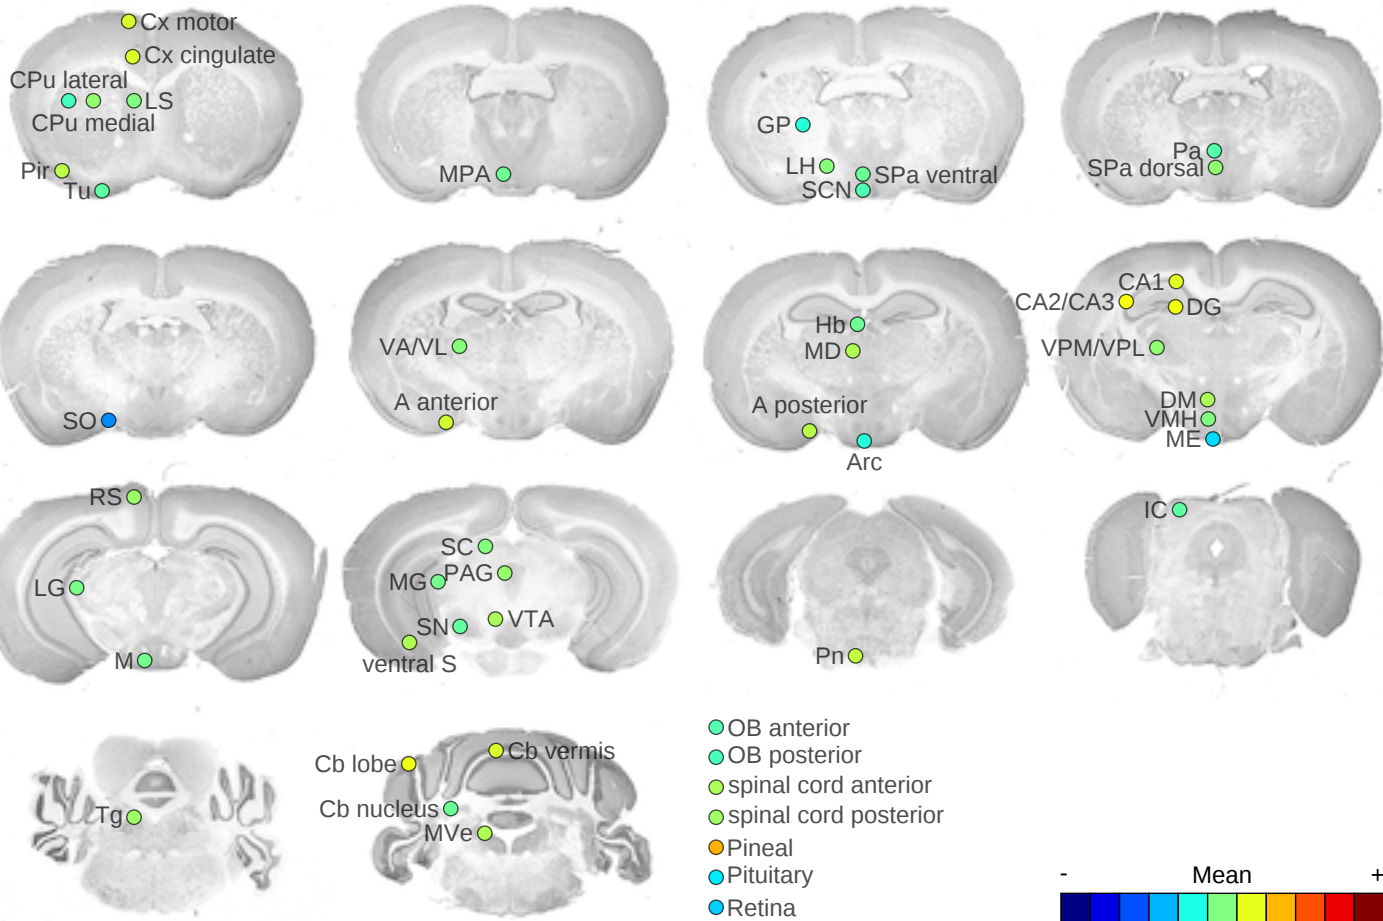 Cx motor
Cx cingulate
CPu lateral
LS
CPu medial
Pir
Tu
MPA
GP
LH
SPa ventral
SCN
Pa
SPa dorsal
SO
VA/VL
A anterior
Hb
MD
A posterior
Arc
CA1
CA2/CA3
DG
VPM/VPL
DM
VMH
ME
RS
LG
M
SC
MG
PAG
SN
VTA
ventral S
Pn
IC
Tg
Cb lobe
Cb vermis
Cb nucleus
MVe
OB anterior
OB posterior
spinal cord anterior
spinal cord posterior
Pineal
Pituitary
Retina
- Mean +